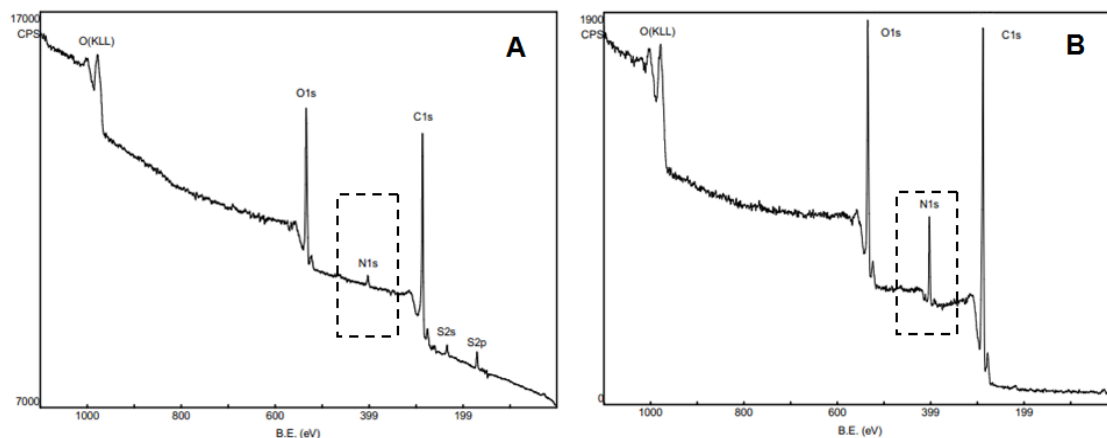 17000
CPS
O(KLL)
A
O1s
C1s
N1s
S2s
S2p
7000
1000
800
600
399
199
B.E. (eV)
1900
CPS
O(KLL)
O1s
C1s
B
N1s
0
1000
800
600
399
199
B.E. (eV)